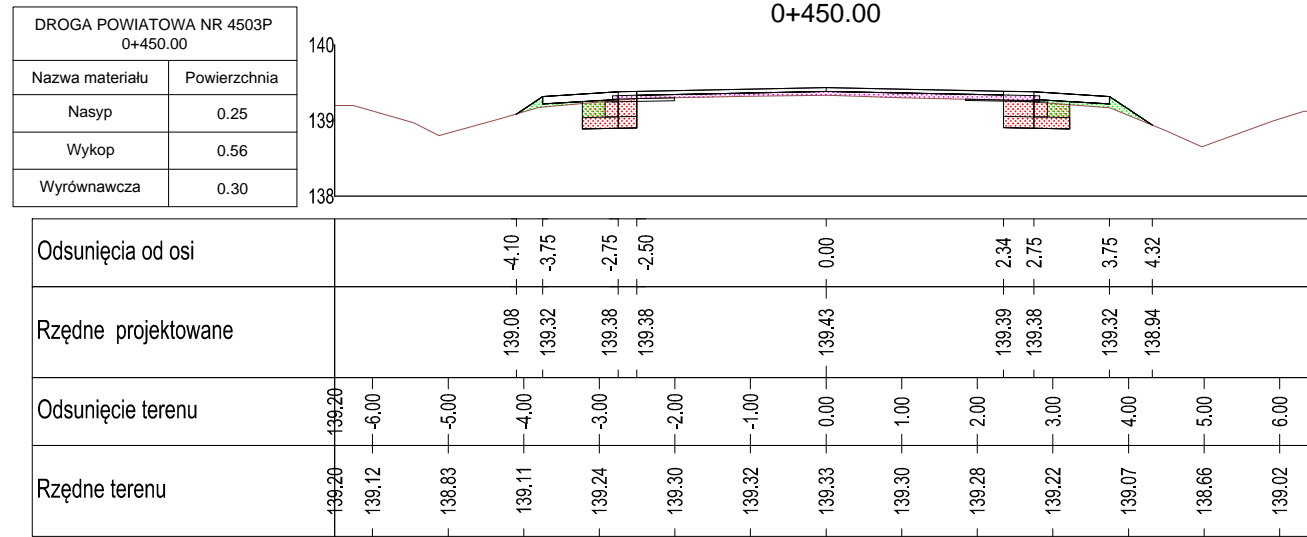 0+450.00
DROGA POWIATOWA NR 4503P
0+450.00
Nazwa materiału Powierzchnia
Nasyp 0.25
Wykop 0.56
Wyrównawcza 0.30
140
139
138
Odsunięcia od osi -4.10 -3.75 -2.75 -2.50 0.00 2.34 2.75 3.75 4.32
Rzędne projektowane 139.08 139.32 139.38 139.38 139.43 139.39 139.38 139.32 138.94
Odsunięcie terenu 139.20 -6.00 -5.00 -4.00 -3.00 -2.00 -1.00 0.00 1.00 2.00 3.00 4.00 5.00 6.00
Rzędne terenu 139.20 139.12 138.83 139.11 139.24 139.30 139.32 139.33 139.30 139.28 139.22 139.07 138.66 139.02